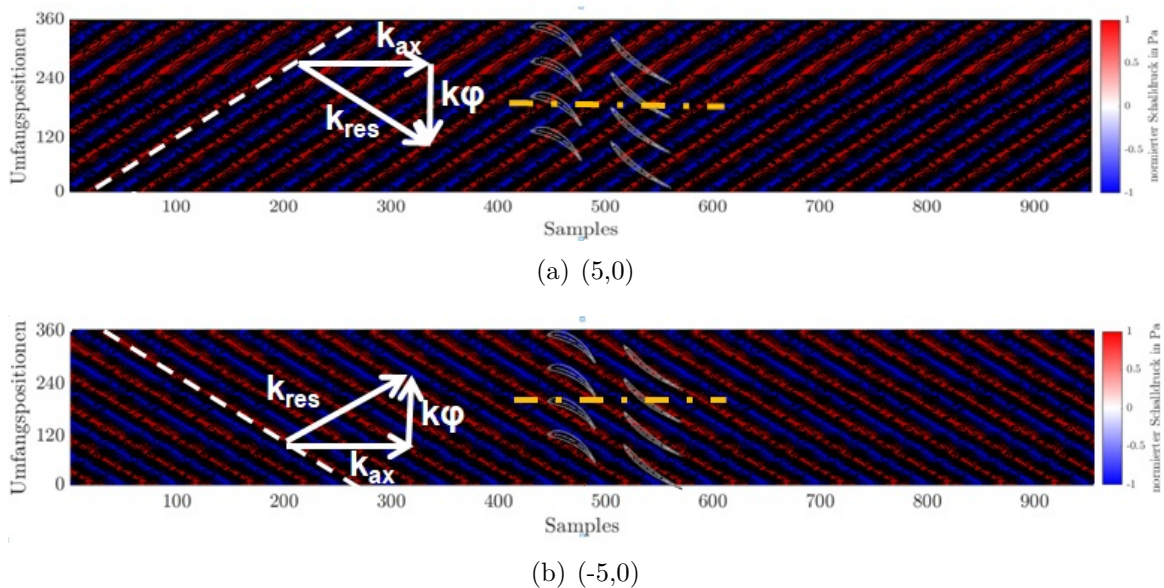 360
240
120
0
Umfangspositionen
k_ax
kφ
k_res
100 200 300 400 500 600 700 800 900
Samples
1
0.5
0
-0.5
-1
normierter Schalldruck in Pa
(a) (5,0)
360
240
120
0
Umfangspositionen
k_res
kφ
k_ax
100 200 300 400 500 600 700 800 900
Samples
1
0.5
0
-0.5
-1
normierter Schalldruck in Pa
(b) (-5,0)